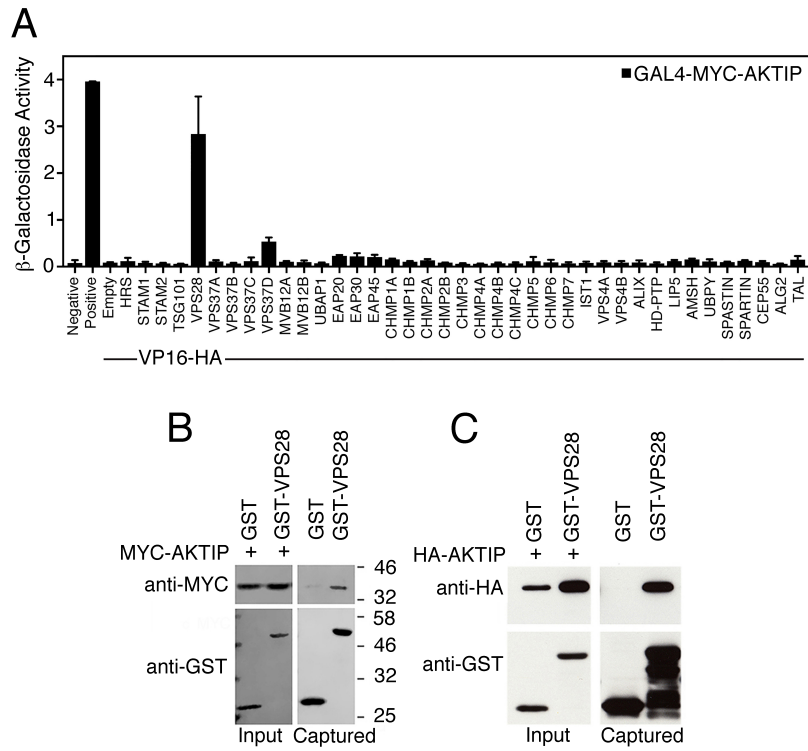 A
β-Galactosidase Activity
4
3
2
1
0
GAL4-MYC-AKTIP
Negative
Positive
Empty
HRS
STAM1
STAM2
TSG101
VPS28
VPS37A
VPS37B
VPS37C
VPS37D
MVB12A
MVB12B
UBAP1
EAP20
EAP30
EAP45
CHMP1A
CHMP1B
CHMP2A
CHMP2B
CHMP3
CHMP4A
CHMP4B
CHMP4C
CHMP5
CHMP6
CHMP7
IST1
VPS4A
VPS4B
ALIX
HD-PTP
LIP5
AMSH
UBPY
SPASTIN
SPARTIN
CEP55
ALG2
TAL
VP16-HA
B
GST
GST-VPS28
GST
GST-VPS28
MYC-AKTIP + +
anti-MYC
46
32
anti-GST
58
46
32
25
Input Captured
C
GST
GST-VPS28
GST
GST-VPS28
HA-AKTIP + +
anti-HA
anti-GST
Input Captured